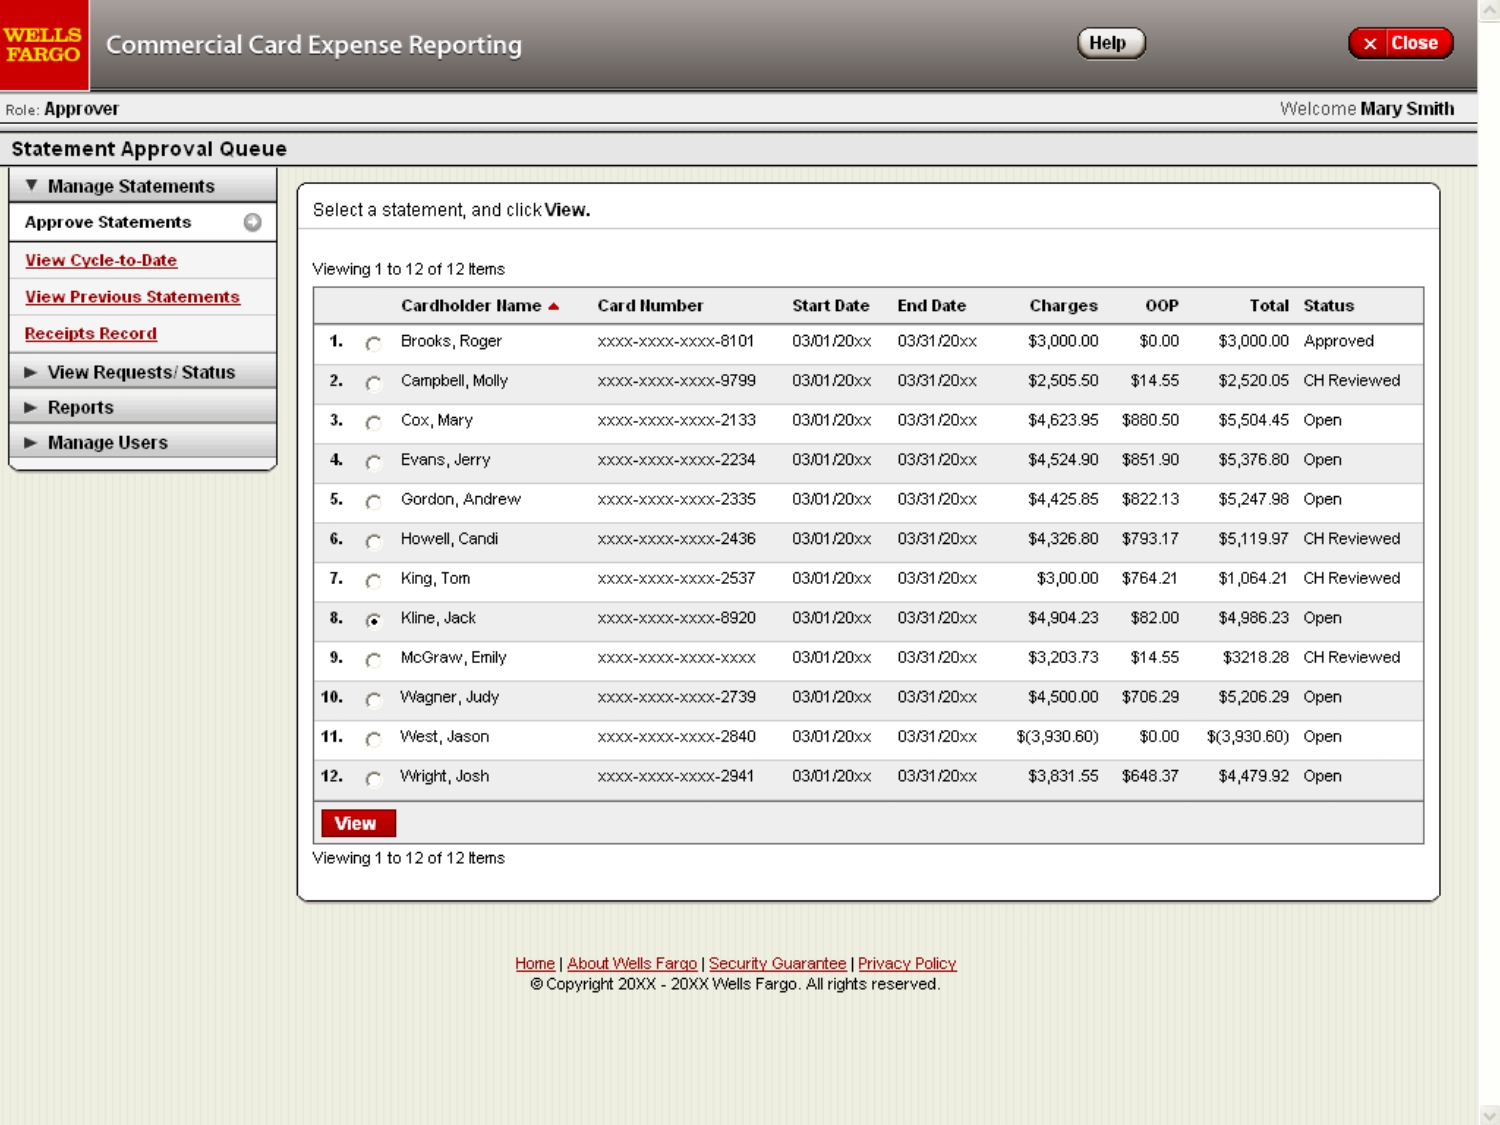 WELLS
FARGO
Commercial Card Expense Reporting
Help
× Close
Role: Approver
Welcome Mary Smith
Statement Approval Queue
▼ Manage Statements
Approve Statements
View Cycle-to-Date
View Previous Statements
Receipts Record
► View Requests/Status
► Reports
► Manage Users
Select a statement, and click View.
Viewing 1 to 12 of 12 Items
Cardholder Name Card Number Start Date End Date Charges OOP Total Status
1. Brooks, Roger xxxx-xxxx-xxxx-8101 03/01/20xx 03/31/20xx $3,000.00 $0.00 $3,000.00 Approved
2. Campbell, Molly xxxx-xxxx-xxxx-9799 03/01/20xx 03/31/20xx $2,505.50 $14.55 $2,520.05 CH Reviewed
3. Cox, Mary xxxx-xxxx-xxxx-2133 03/01/20xx 03/31/20xx $4,623.95 $880.50 $5,504.45 Open
4. Evans, Jerry xxxx-xxxx-xxxx-2234 03/01/20xx 03/31/20xx $4,524.90 $851.90 $5,376.80 Open
5. Gordon, Andrew xxxx-xxxx-xxxx-2335 03/01/20xx 03/31/20xx $4,425.85 $822.13 $5,247.98 Open
6. Howell, Candi xxxx-xxxx-xxxx-2436 03/01/20xx 03/31/20xx $4,326.80 $793.17 $5,119.97 CH Reviewed
7. King, Tom xxxx-xxxx-xxxx-2537 03/01/20xx 03/31/20xx $3,00.00 $764.21 $1,064.21 CH Reviewed
8. Kline, Jack xxxx-xxxx-xxxx-8920 03/01/20xx 03/31/20xx $4,904.23 $82.00 $4,986.23 Open
9. McGraw, Emily xxxx-xxxx-xxxx-xxxx 03/01/20xx 03/31/20xx $3,203.73 $14.55 $3218.28 CH Reviewed
10. Wagner, Judy xxxx-xxxx-xxxx-2739 03/01/20xx 03/31/20xx $4,500.00 $706.29 $5,206.29 Open
11. West, Jason xxxx-xxxx-xxxx-2840 03/01/20xx 03/31/20xx $(3,930.60) $0.00 $(3,930.60) Open
12. Wright, Josh xxxx-xxxx-xxxx-2941 03/01/20xx 03/31/20xx $3,831.55 $648.37 $4,479.92 Open
View
Viewing 1 to 12 of 12 Items
Home | About Wells Fargo | Security Guarantee | Privacy Policy
© Copyright 20XX - 20XX Wells Fargo. All rights reserved.